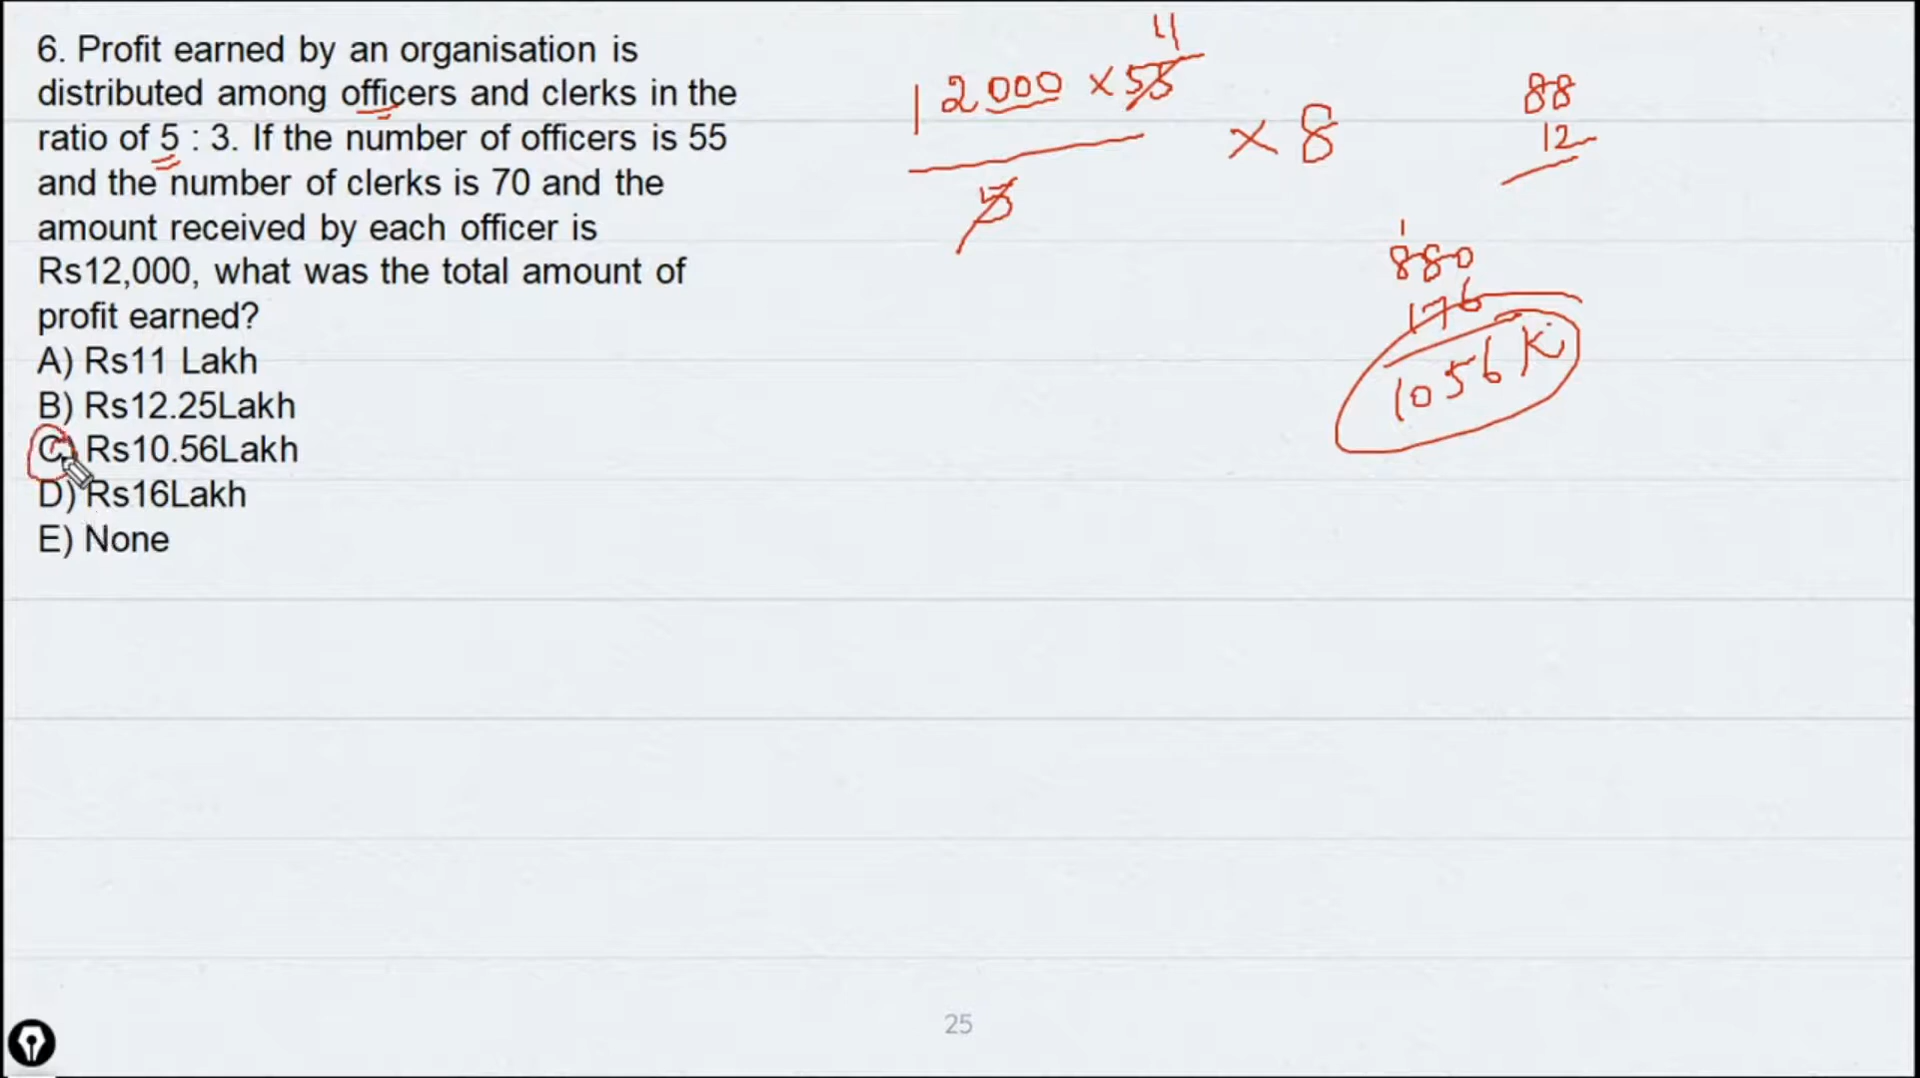 6. Profit earned by an organisation is
distributed among officers and clerks in the
ratio of 5 : 3. If the number of officers is 55
and the number of clerks is 70 and the
amount received by each officer is
Rs12,000, what was the total amount of
profit earned?
A) Rs11 Lakh
B) Rs12.25Lakh
C) Rs10.56Lakh
D) Rs16Lakh
E) None
11
12000 × 55
5
× 8
88
12
1
880
176
1056K
25